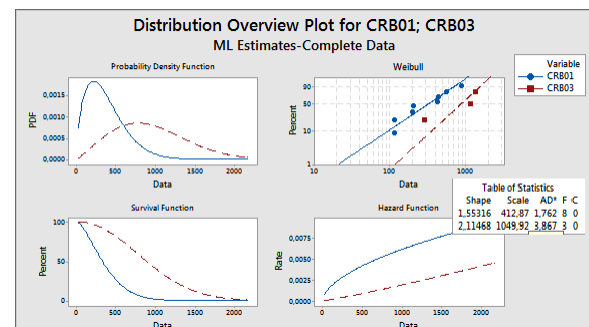 Distribution Overview Plot for CRB01; CRB03
ML Estimates-Complete Data
Probability Density Function
PDF
0,0015
0,0010
0,0005
0,0000
0 500 1000 1500 2000
Data
Weibull
Percent
90
50
10
1
10 100 1000
Data
Variable
CRB01
CRB03
Survival Function
Percent
100
50
0
0 500 1000 1500 2000
Data
Hazard Function
Rate
0,0075
0,0050
0,0025
0,0000
0 500 1000 1500 2000
Data
Table of Statistics
Shape Scale AD* F C
1,55316 412,87 1,762 8 0
2,11468 1049,92 3,867 3 0